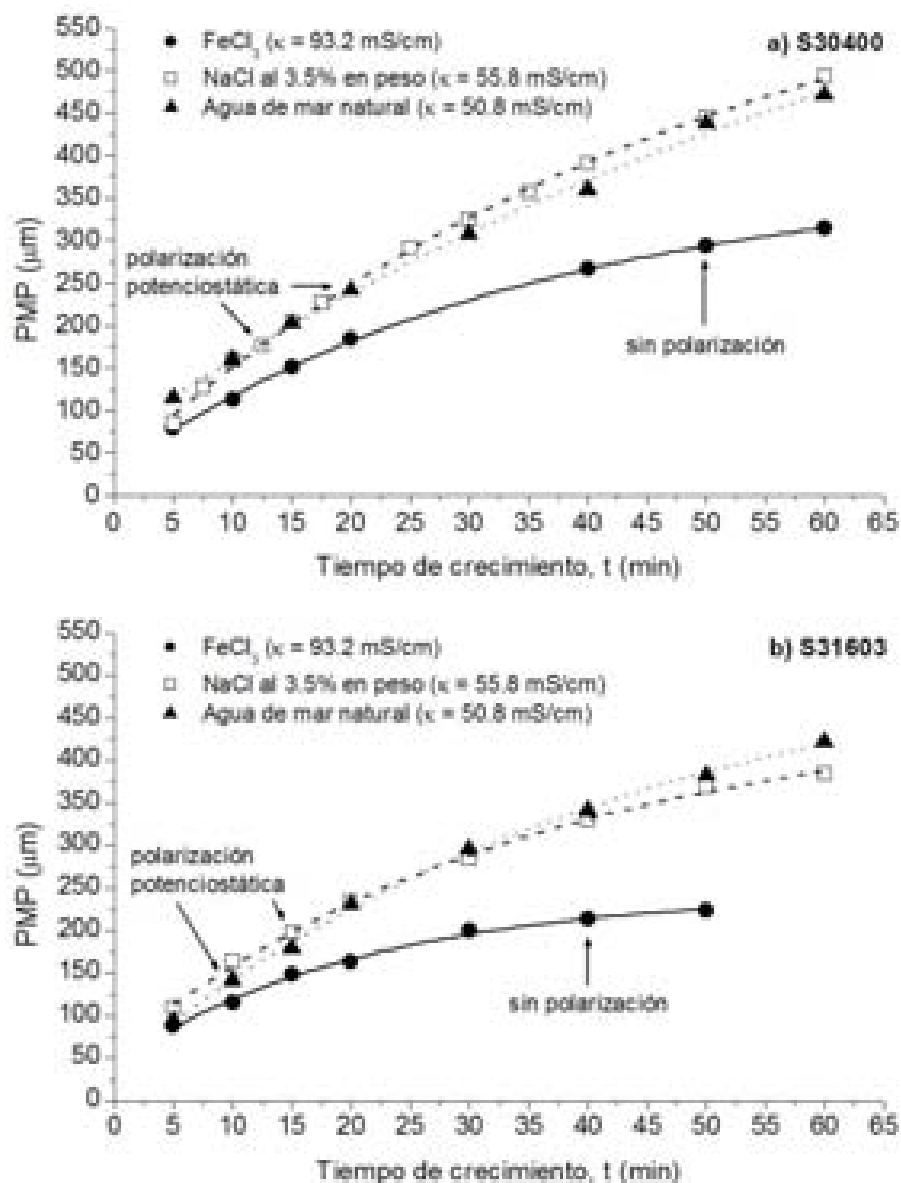 a) S30400
FeCl3 (κ = 93.2 mS/cm)
NaCl al 3.5% en peso (κ = 55.8 mS/cm)
Agua de mar natural (κ = 50.8 mS/cm)
550
500
450
400
350
300
250
200
150
100
50
0
PMP (μm)
polarización
potenciostática
sin polarización
0 5 10 15 20 25 30 35 40 45 50 55 60 65
Tiempo de crecimiento, t (min)
b) S31603
FeCl3 (κ = 93.2 mS/cm)
NaCl al 3.5% en peso (κ = 55.8 mS/cm)
Agua de mar natural (κ = 50.8 mS/cm)
550
500
450
400
350
300
250
200
150
100
50
0
PMP (μm)
polarización
potenciostática
sin polarización
0 5 10 15 20 25 30 35 40 45 50 55 60 65
Tiempo de crecimiento, t (min)